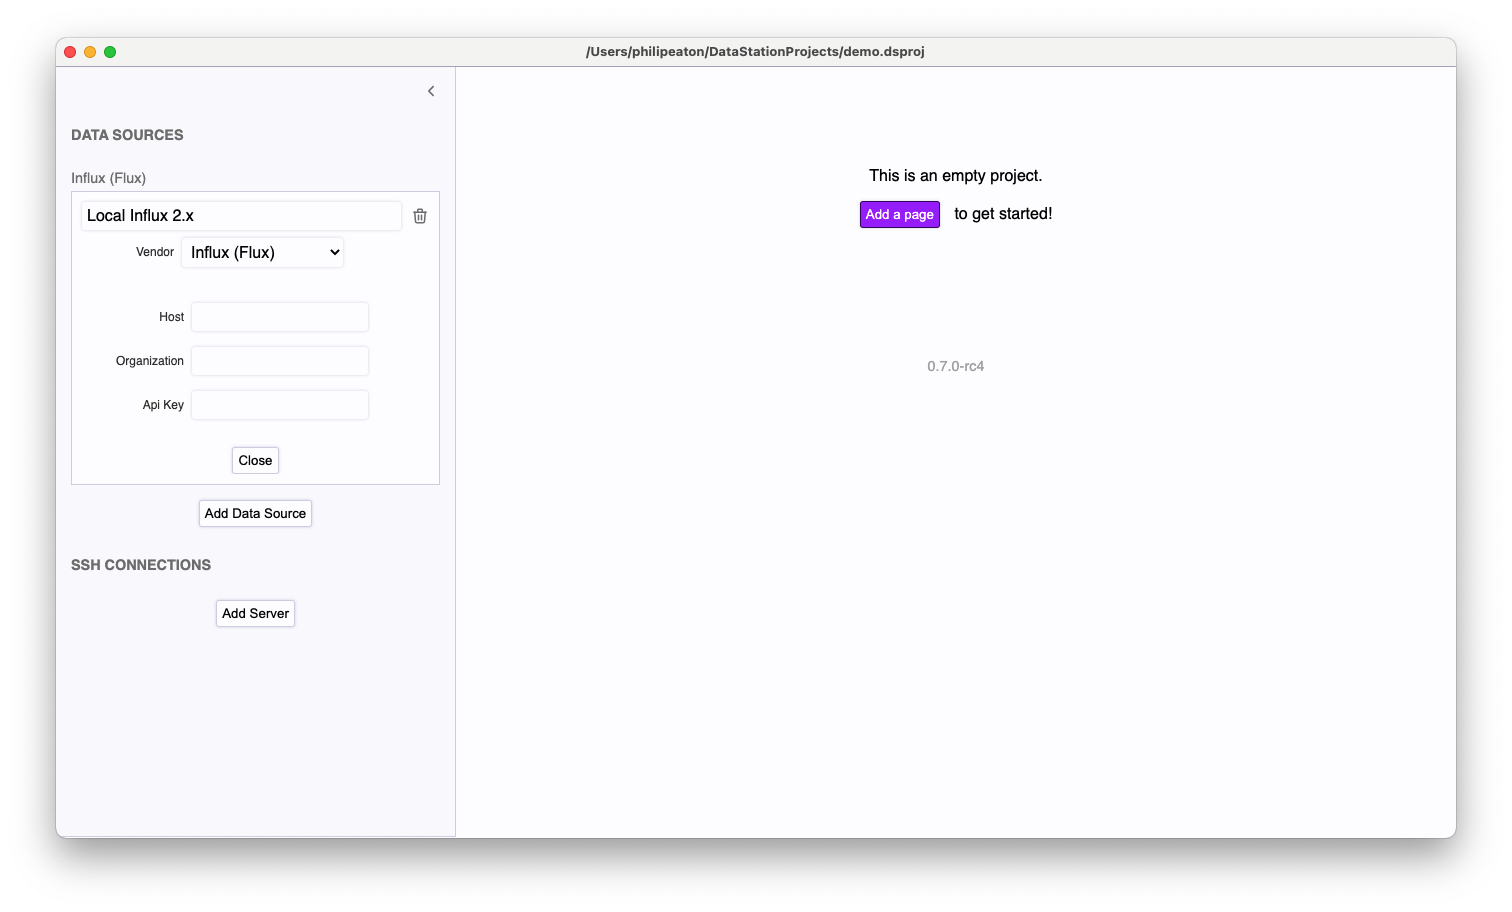 /Users/philipeaton/DataStationProjects/demo.dsproj
DATA SOURCES
Influx (Flux)
Local Influx 2.x
Vendor Influx (Flux)
Host
Organization
Api Key
Close
Add Data Source
SSH CONNECTIONS
Add Server
This is an empty project.
Add a page to get started!
0.7.0-rc4